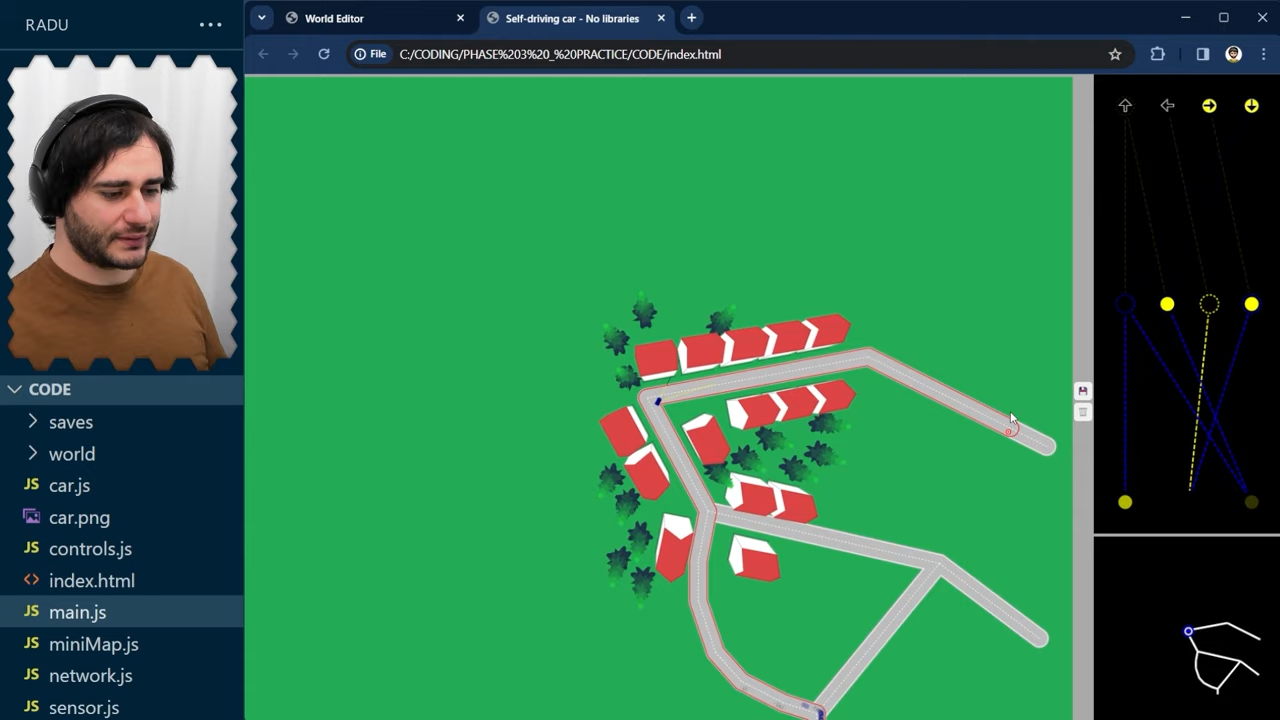 RADU
World Editor
Self-driving car - No libraries
File
C:/CODING/PHASE%203%20_%20PRACTICE/CODE/index.html
CODE
saves
world
JS car.js
car.png
JS controls.js
<> index.html
JS main.js
JS miniMap.js
JS network.js
JS sensor.js